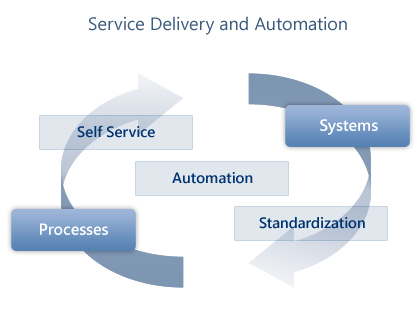 Service Delivery and Automation
Systems
Self Service
Automation
Standardization
Processes